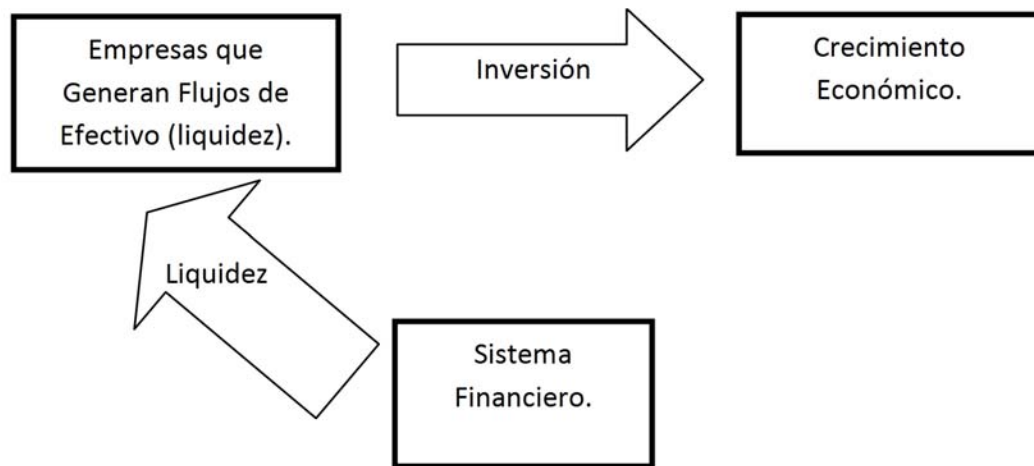 Empresas que
Generan Flujos de
Efectivo (liquidez).
Inversión
Crecimiento
Económico.
Liquidez
Sistema
Financiero.